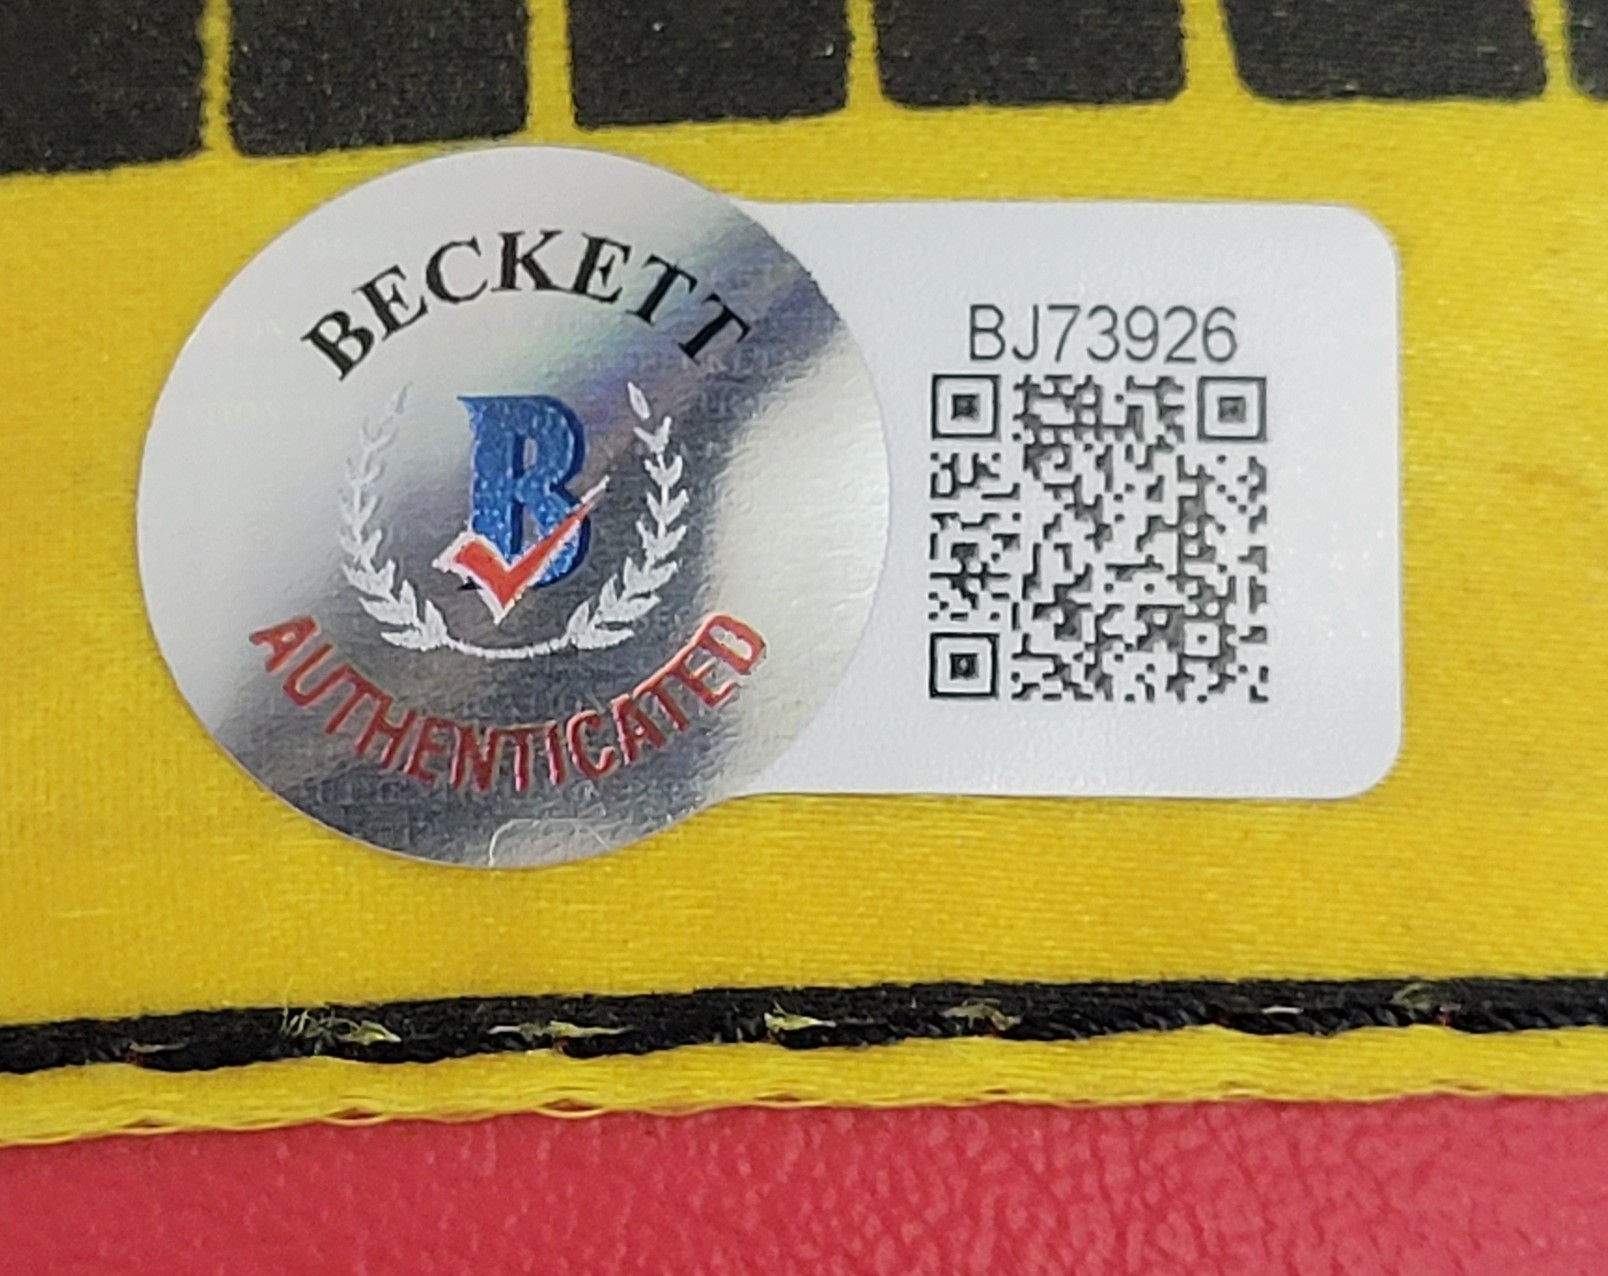 BECKETT
B
AUTHENTICATED
BJ73926